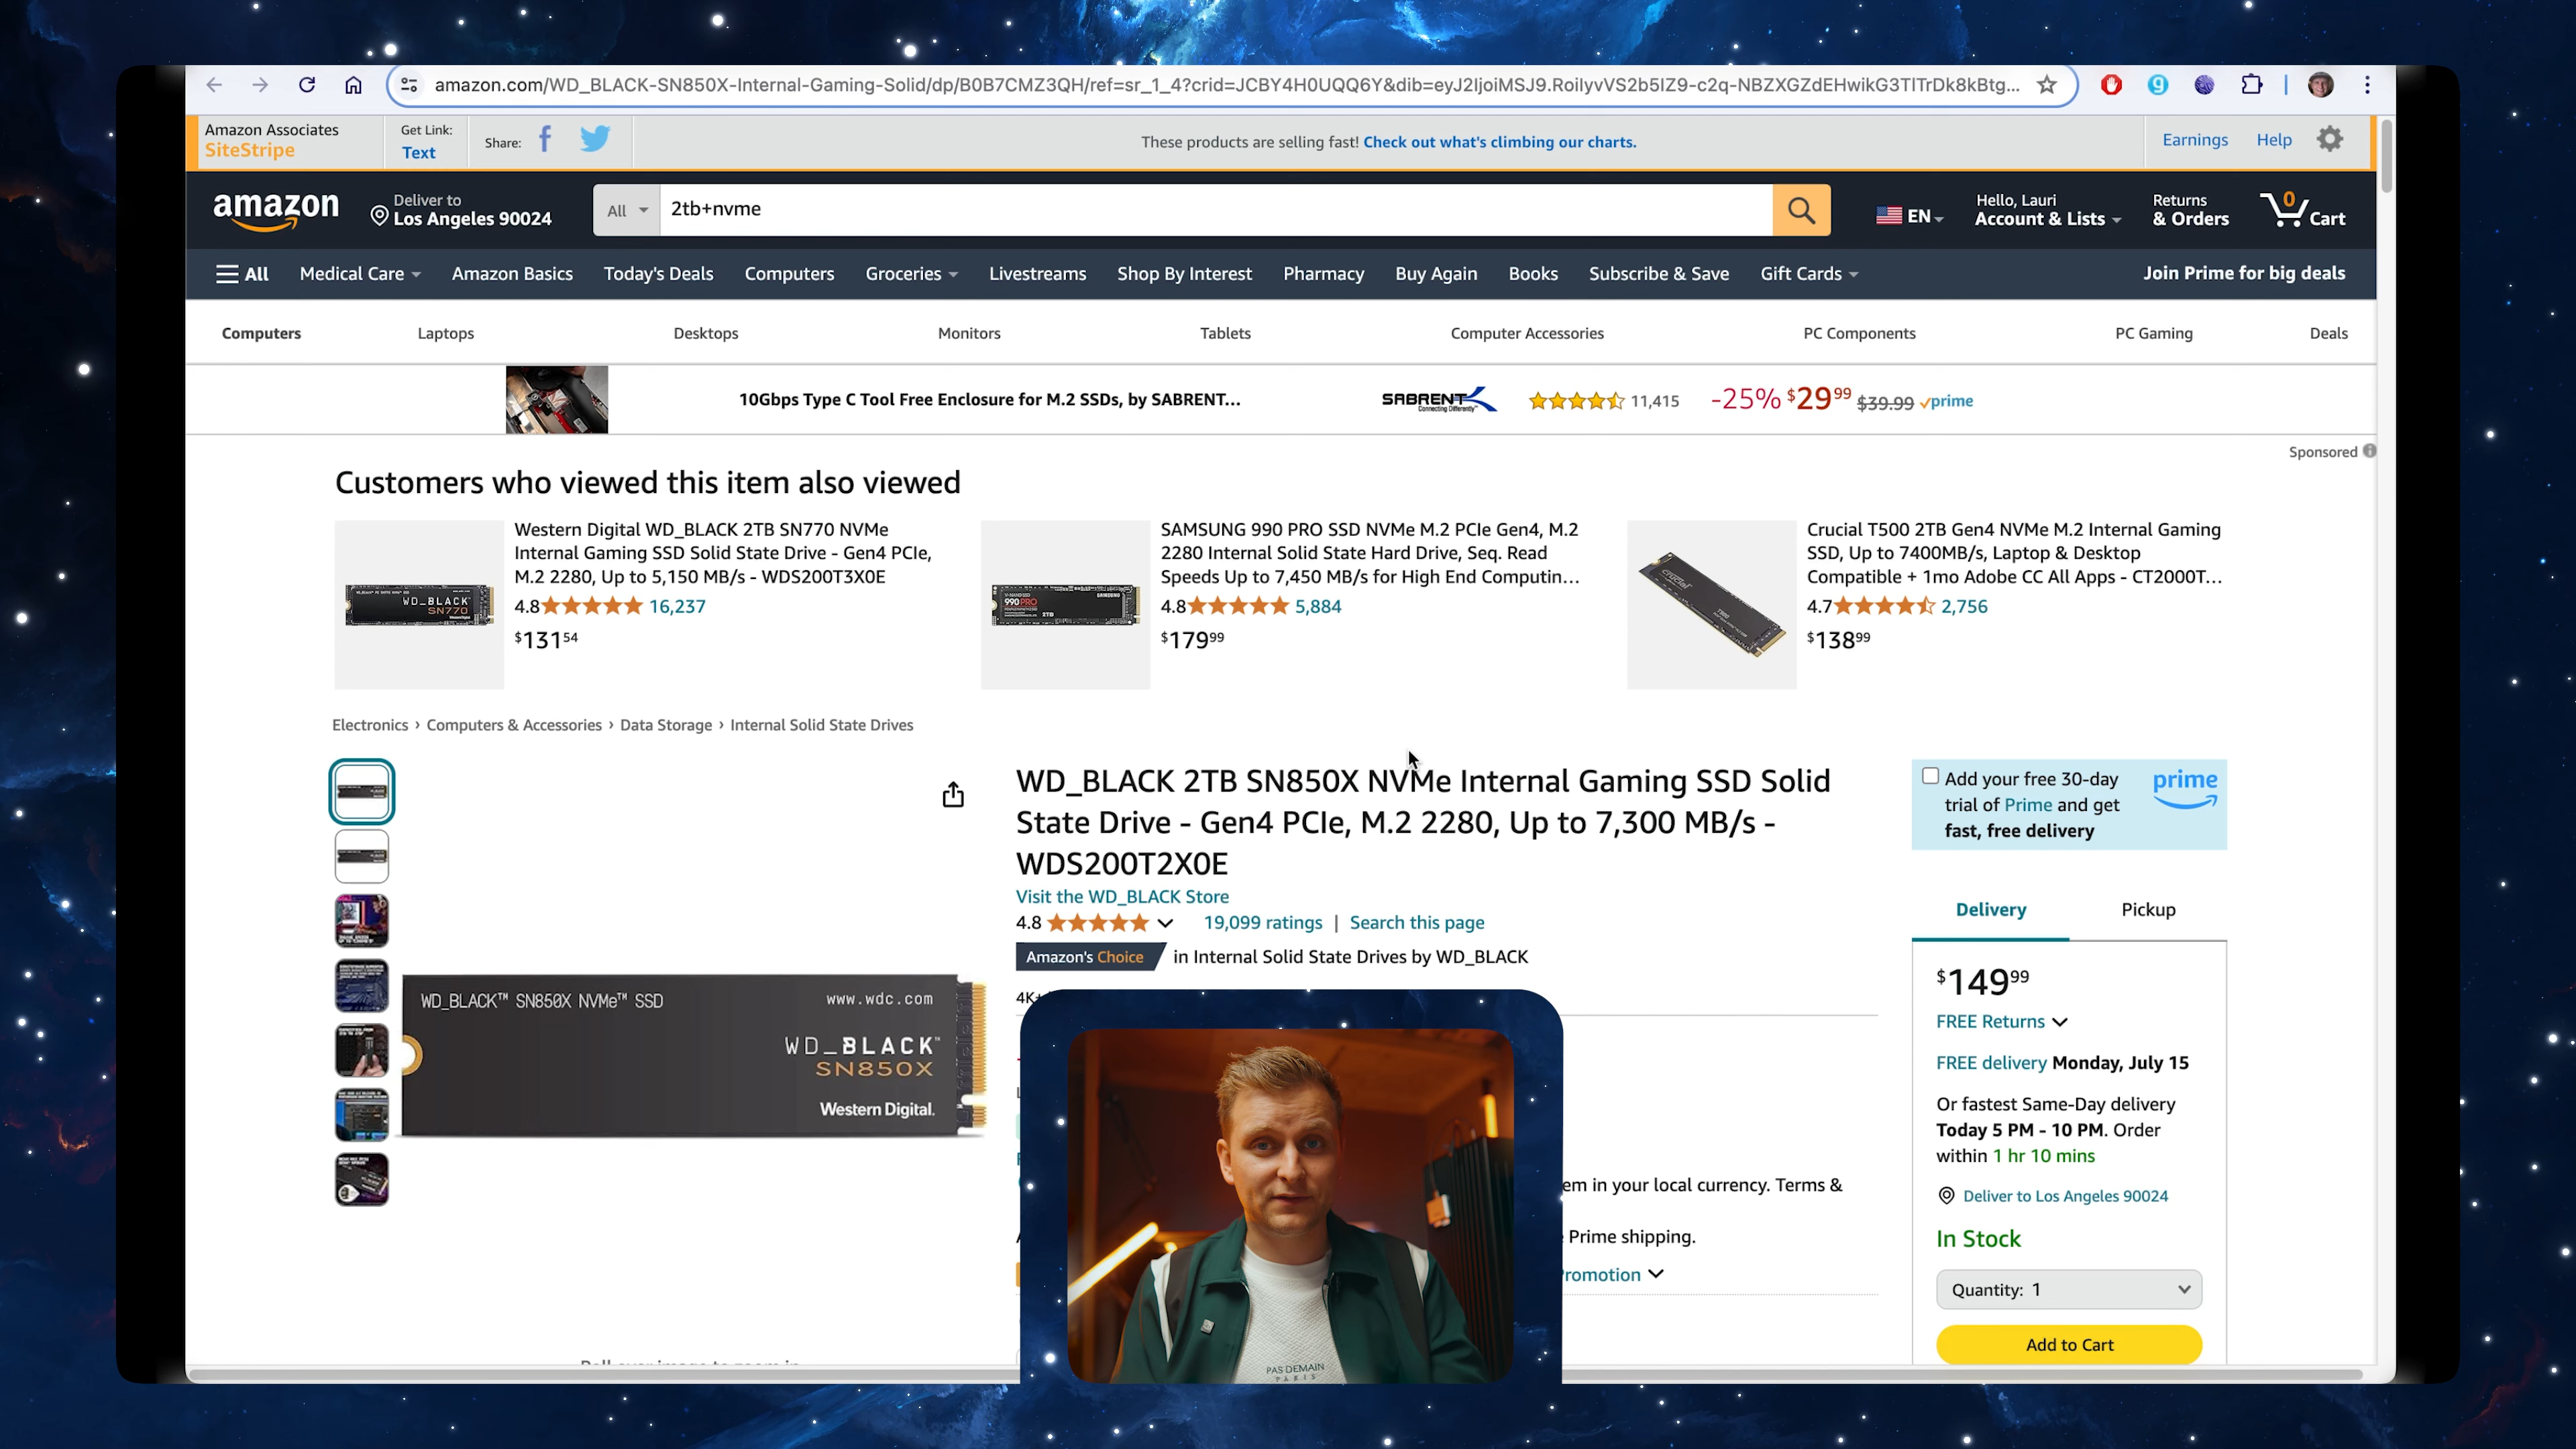 amazon.com/WD_BLACK-SN850X-Internal-Gaming-Solid/dp/B0B7CMZ3QH/ref=sr_1_4?crid=JCBY4H0UQQ6Y&dib=eyJ2IjoiMSJ9.RoilyvVS2b5lZ9-c2q-NBZXGZdEHwikG3TlTrDk8kBtg...
Amazon Associates
SiteStripe
Get Link:
Text
Share:
These products are selling fast! Check out what's climbing our charts.
Earnings
Help
amazon
Deliver to
Los Angeles 90024
All
2tb+nvme
EN
Hello, Lauri
Account & Lists
Returns
& Orders
0
Cart
All
Medical Care
Amazon Basics
Today's Deals
Computers
Groceries
Livestreams
Shop By Interest
Pharmacy
Buy Again
Books
Subscribe & Save
Gift Cards
Join Prime for big deals
Computers
Laptops
Desktops
Monitors
Tablets
Computer Accessories
PC Components
PC Gaming
Deals
10Gbps Type C Tool Free Enclosure for M.2 SSDs, by SABRENT...
SABRENT
Connecting Differently
11,415
-25% $29.99 $39.99 prime
Sponsored
Customers who viewed this item also viewed
Western Digital WD_BLACK 2TB SN770 NVMe
Internal Gaming SSD Solid State Drive - Gen4 PCIe,
M.2 2280, Up to 5,150 MB/s - WDS200T3X0E
4.8 16,237
$131 54
WD_BLACK
SN770
SAMSUNG 990 PRO SSD NVMe M.2 PCIe Gen4, M.2
2280 Internal Solid State Hard Drive, Seq. Read
Speeds Up to 7,450 MB/s for High End Computin...
4.8 5,884
$179 99
990 PRO
SAMSUNG
2TB
Crucial T500 2TB Gen4 NVMe M.2 Internal Gaming
SSD, Up to 7400MB/s, Laptop & Desktop
Compatible + 1mo Adobe CC All Apps - CT2000T...
4.7 2,756
$138 99
crucial
Electronics › Computers & Accessories › Data Storage › Internal Solid State Drives
WD_BLACK 2TB SN850X NVMe Internal Gaming SSD Solid
State Drive - Gen4 PCIe, M.2 2280, Up to 7,300 MB/s -
WDS200T2X0E
Visit the WD_BLACK Store
4.8 19,099 ratings | Search this page
Amazon's Choice in Internal Solid State Drives by WD_BLACK
4K+
em in your local currency. Terms &
Prime shipping.
romotion
WD_BLACK™ SN850X NVMe™ SSD
www.wdc.com
WD_BLACK™
SN850X
Western Digital.
PAS DEMAIN
PARIS
Add your free 30-day
trial of Prime and get
fast, free delivery
prime
Delivery
Pickup
$149 99
FREE Returns
FREE delivery Monday, July 15
Or fastest Same-Day delivery
Today 5 PM - 10 PM. Order
within 1 hr 10 mins
Deliver to Los Angeles 90024
In Stock
Quantity: 1
Add to Cart